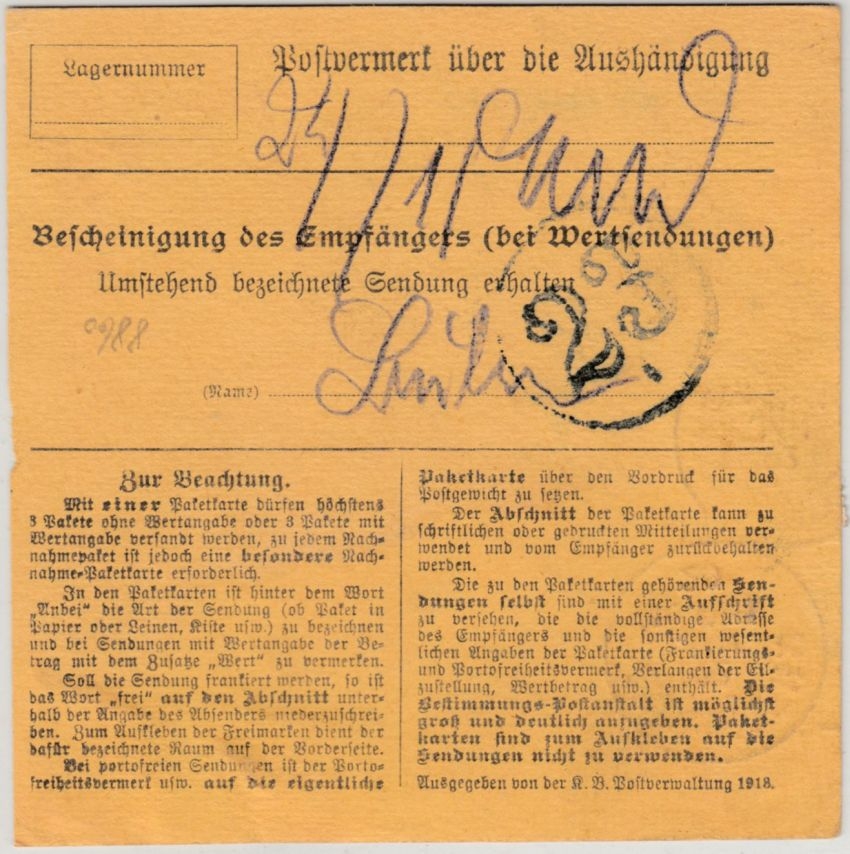 Lagernummer
Postvermerk über die Aushändigung
24/11
Bescheinigung des Empfängers (bei Wertsendungen)
Umstehend bezeichnete Sendung erhalten
0788
25
(Name)
Zur Beachtung.
Mit einer Paketkarte dürfen höchstens
3 Pakete ohne Wertangabe oder 3 Pakete mit
Wertangabe versandt werden, zu jedem Nach-
nahmepaket ist jedoch eine besondere Nach-
nahme-Paketkarte erforderlich.
In den Paketkarten ist hinter dem Wort
„Anbei“ die Art der Sendung (ob Paket in
Papier oder Leinen, Kiste usw.) zu bezeichnen
und bei Sendungen mit Wertangabe der Be-
trag mit dem Zusatze „Wert“ zu vermerken.
Soll die Sendung frankiert werden, so ist
das Wort „frei“ auf den Abschnitt unter-
halb der Angabe des Absenders niederzuschrei-
ben. Zum Aufkleben der Freimarken dient der
dafür bezeichnete Raum auf der Vorderseite.
Bei portofreien Sendungen ist der Porto-
freiheitsvermerk usw. auf die eigentliche
Paketkarte über den Vordruck für das
Postgewicht zu setzen.
Der Abschnitt der Paketkarte kann zu
schriftlichen oder gedruckten Mitteilungen ver-
wendet und vom Empfänger zurückbehalten
werden.
Die zu den Paketkarten gehörenden Sen-
dungen selbst sind mit einer Aufschrift
zu versehen, die die vollständige Adresse
des Empfängers und die sonstigen wesent-
lichen Angaben der Paketkarte (Frankierungs-
und Portofreiheitsvermerk, Verlangen der Eil-
zustellung, Wertbetrag usw.) enthält. Die
Bestimmungs-Postanstalt ist möglichst
groß und deutlich anzugeben. Paket-
karten sind zum Aufkleben auf die
Sendungen nicht zu verwenden.
Ausgegeben von der K. B. Postverwaltung 1918.